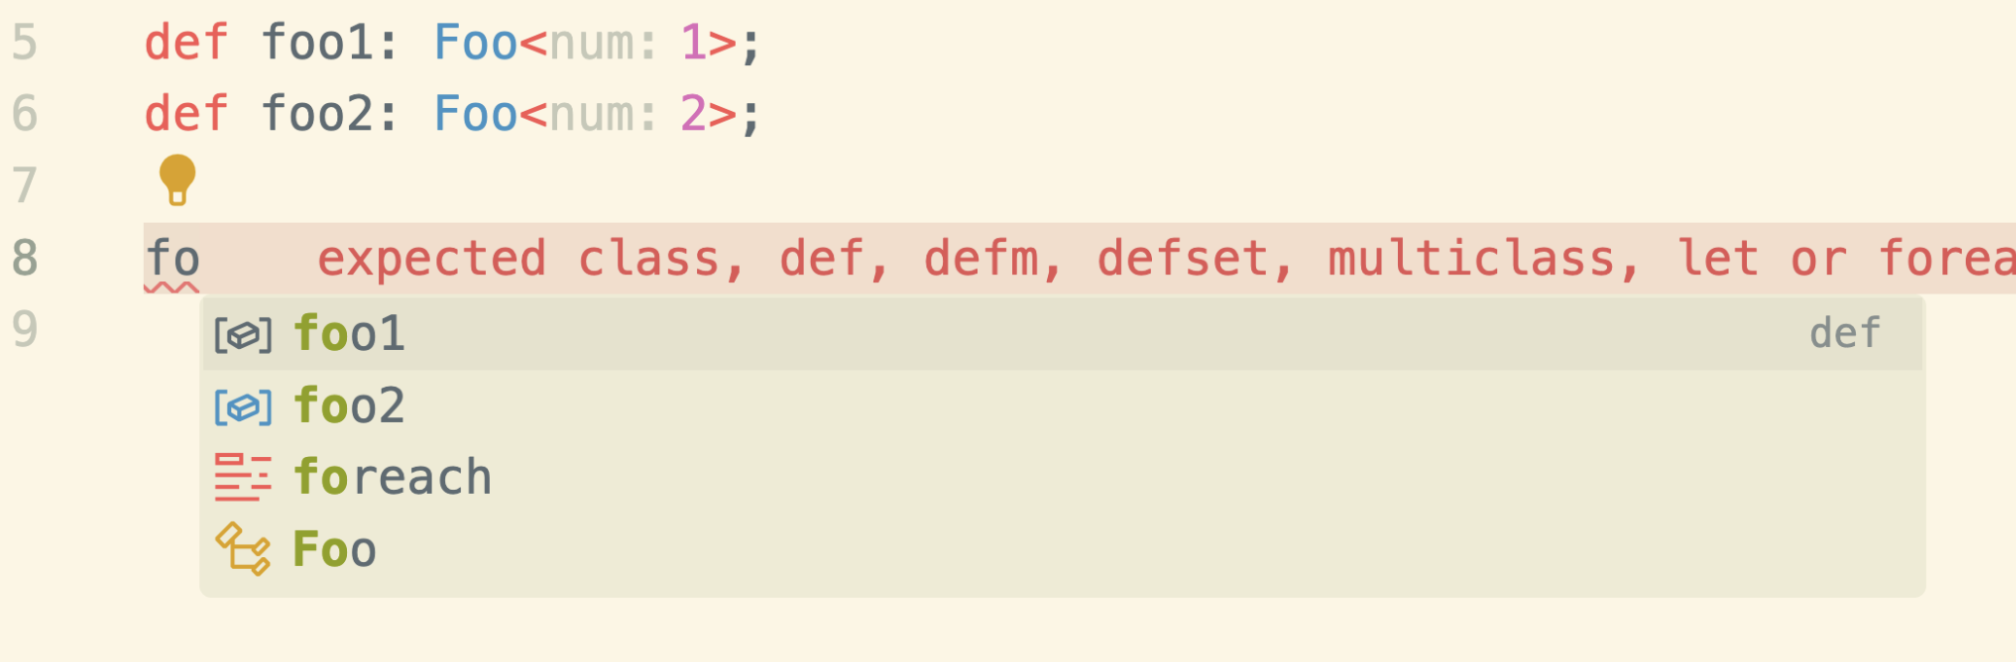 5 def foo1: Foo<num: 1>;
6 def foo2: Foo<num: 2>;
7
8 fo expected class, def, defm, defset, multiclass, let or forea
9
foo1 def
foo2
foreach
Foo